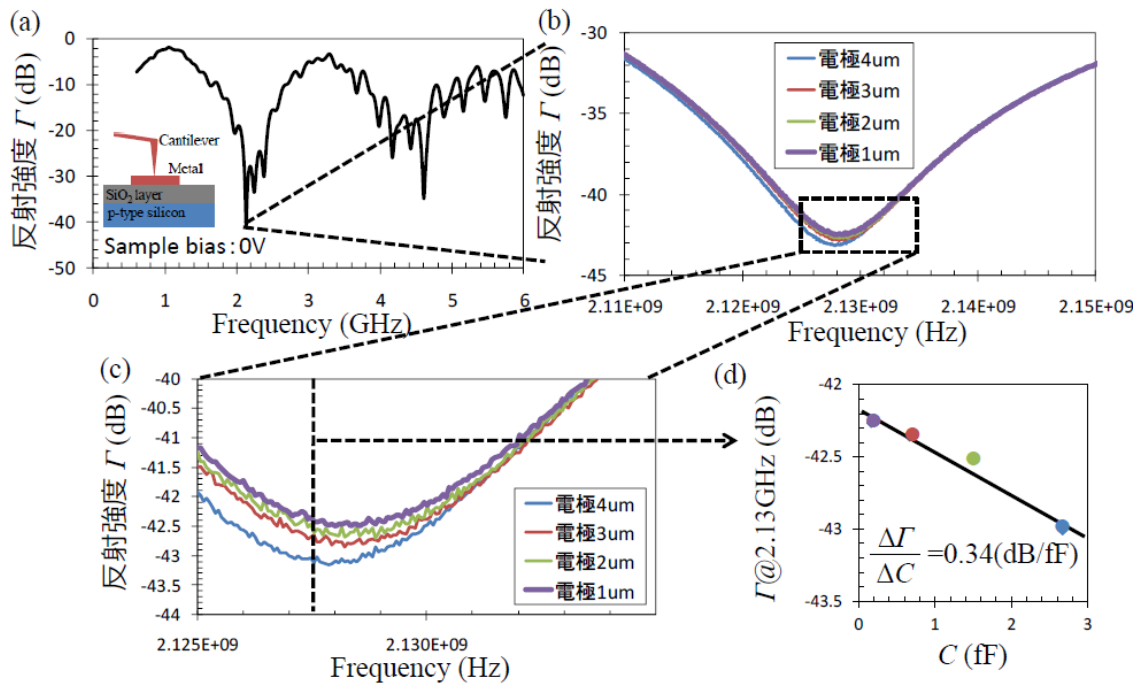 (a)
0
-10
-20
-30
-40
-50
反射強度 Γ (dB)
Cantilever
Metal
SiO2 layer
p-type silicon
Sample bias：0V
0 1 2 3 4 5 6
Frequency (GHz)
(b)
-30
-35
-40
-45
反射強度 Γ (dB)
電極4um
電極3um
電極2um
電極1um
2.11E+09 2.12E+09 2.13E+09 2.14E+09 2.15E+09
Frequency (Hz)
(c)
-40
-40.5
-41
-41.5
-42
-42.5
-43
-43.5
-44
反射強度 Γ (dB)
電極4um
電極3um
電極2um
電極1um
2.125E+09 2.130E+09
Frequency (Hz)
(d)
-42
-42.5
-43
-43.5
Γ@2.13GHz (dB)
ΔΓ
ΔC
=0.34(dB/fF)
0 1 2 3
C (fF)